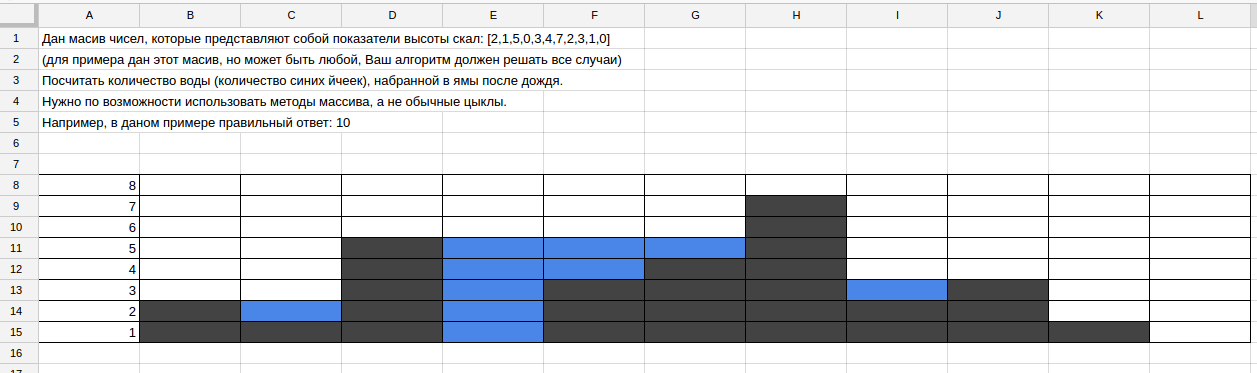 A B C D E F G H I J K L
1 Дан масив чисел, которые представляют собой показатели высоты скал: [2,1,5,0,3,4,7,2,3,1,0]
2 (для примера дан этот масив, но может быть любой, Ваш алгоритм должен решать все случаи)
3 Посчитать количество воды (количество синих йчеек), набранной в ямы после дождя.
4 Нужно по возможности использовать методы массива, а не обычные цыклы.
5 Например, в даном примере правильный ответ: 10
6
7
8 8
9 7
10 6
11 5
12 4
13 3
14 2
15 1
16
17